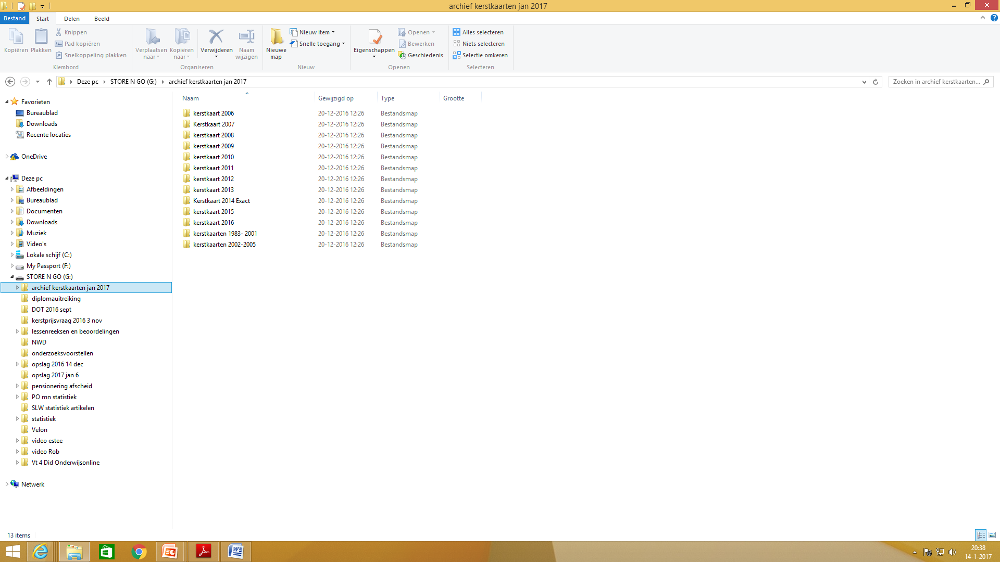 archief kerstkaarten jan 2017
Bestand Start Delen Beeld
Kopiëren Plakken Knippen Pad kopiëren Snelkoppeling plakken
Klembord
Verplaatsen naar Kopiëren naar Verwijderen Naam wijzigen
Organiseren
Nieuwe map Nieuw item Snelle toegang
Nieuw
Eigenschappen Openen Bewerken Geschiedenis
Openen
Alles selecteren Niets selecteren Selectie omkeren
Selecteren
Deze pc STORE N GO (G:) archief kerstkaarten jan 2017
Zoeken in archief kerstkaarten...
Favorieten
Bureaublad
Downloads
Recente locaties
OneDrive
Deze pc
Afbeeldingen
Bureaublad
Documenten
Downloads
Muziek
Video's
Lokale schijf (C:)
My Passport (F:)
STORE N GO (G:)
archief kerstkaarten jan 2017
diplomauitreiking
DOT 2016 sept
kerstprijsvraag 2016 3 nov
lessenreeksen en beoordelingen
NWD
onderzoeksvoorstellen
opslag 2016 14 dec
opslag 2017 jan 6
pensionering afscheid
PO mn statistiek
SLW statistiek artikelen
statistiek
Velon
video estee
video Rob
Vt 4 Did Onderwijsonline
Netwerk
Naam Gewijzigd op Type Grootte
kerstkaart 2006 20-12-2016 12:26 Bestandsmap
Kerstkaart 2007 20-12-2016 12:26 Bestandsmap
kerstkaart 2008 20-12-2016 12:26 Bestandsmap
kerstkaart 2009 20-12-2016 12:26 Bestandsmap
kerstkaart 2010 20-12-2016 12:26 Bestandsmap
kerstkaart 2011 20-12-2016 12:26 Bestandsmap
kerstkaart 2012 20-12-2016 12:26 Bestandsmap
kerstkaart 2013 20-12-2016 12:26 Bestandsmap
Kerstkaart 2014 Exact 20-12-2016 12:26 Bestandsmap
kerstkaart 2015 20-12-2016 12:26 Bestandsmap
kerstkaart 2016 20-12-2016 12:26 Bestandsmap
kerstkaarten 1983- 2001 20-12-2016 12:26 Bestandsmap
kerstkaarten 2002-2005 20-12-2016 12:26 Bestandsmap
13 items
20:38
14-1-2017